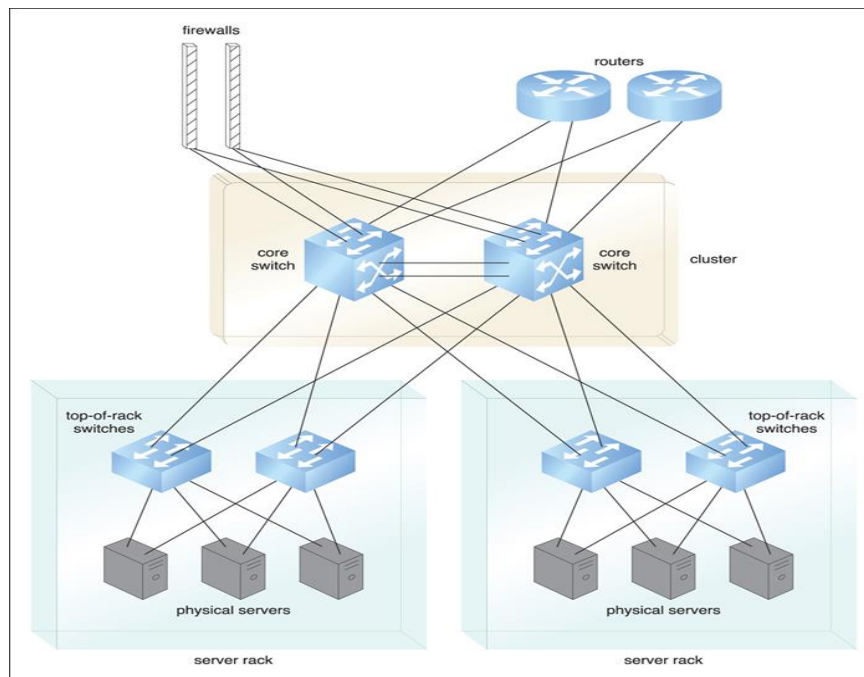 firewalls
routers
core
switch
core
switch
cluster
top-of-rack
switches
top-of-rack
switches
physical servers
physical servers
server rack
server rack